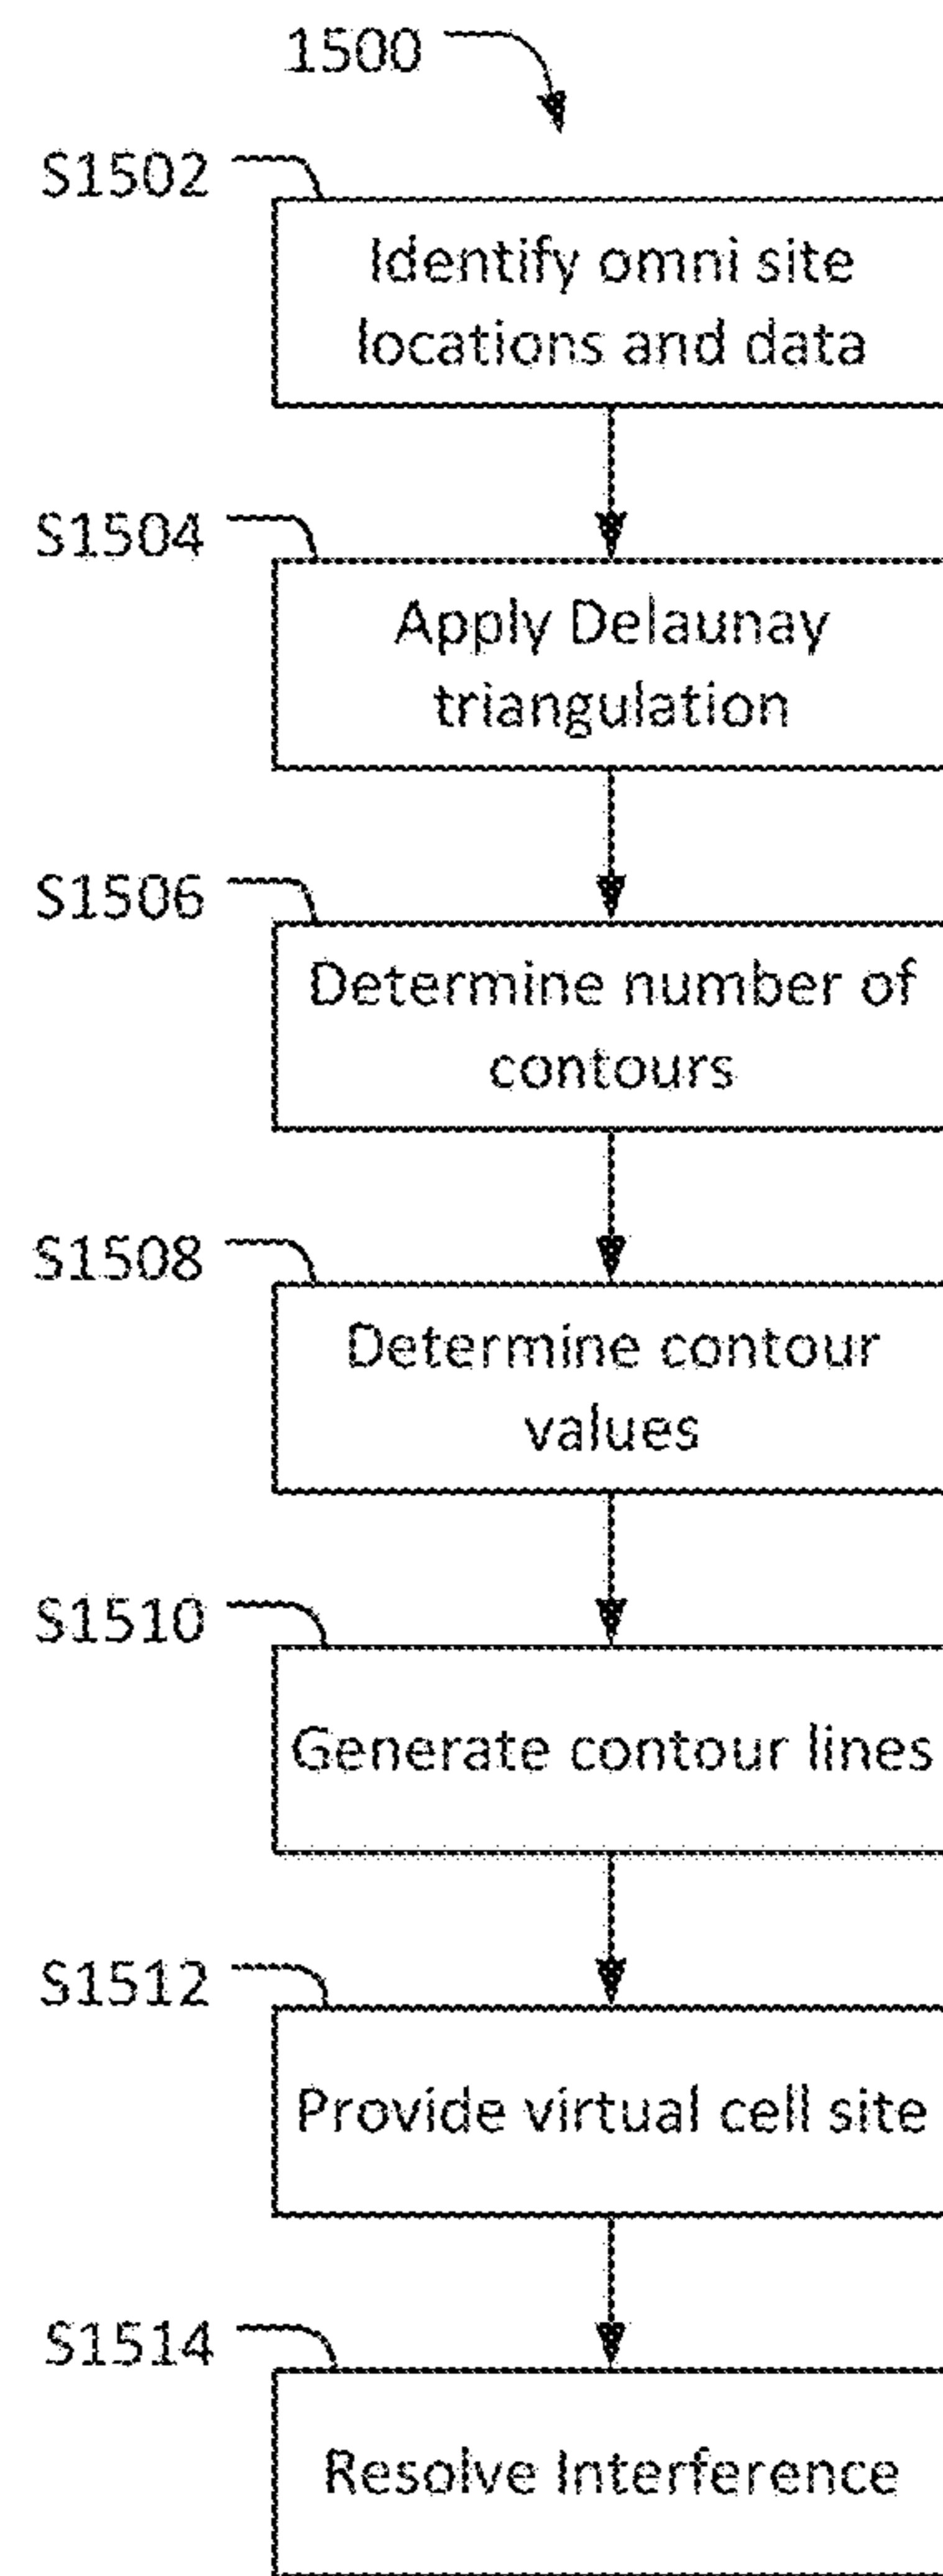 1500
S1502
Identify omni site
locations and data
S1504
Apply Delaunay
triangulation
S1506
Determine number of
contours
S1508
Determine contour
values
S1510
Generate contour lines
S1512
Provide virtual cell site
S1514
Resolve Interference